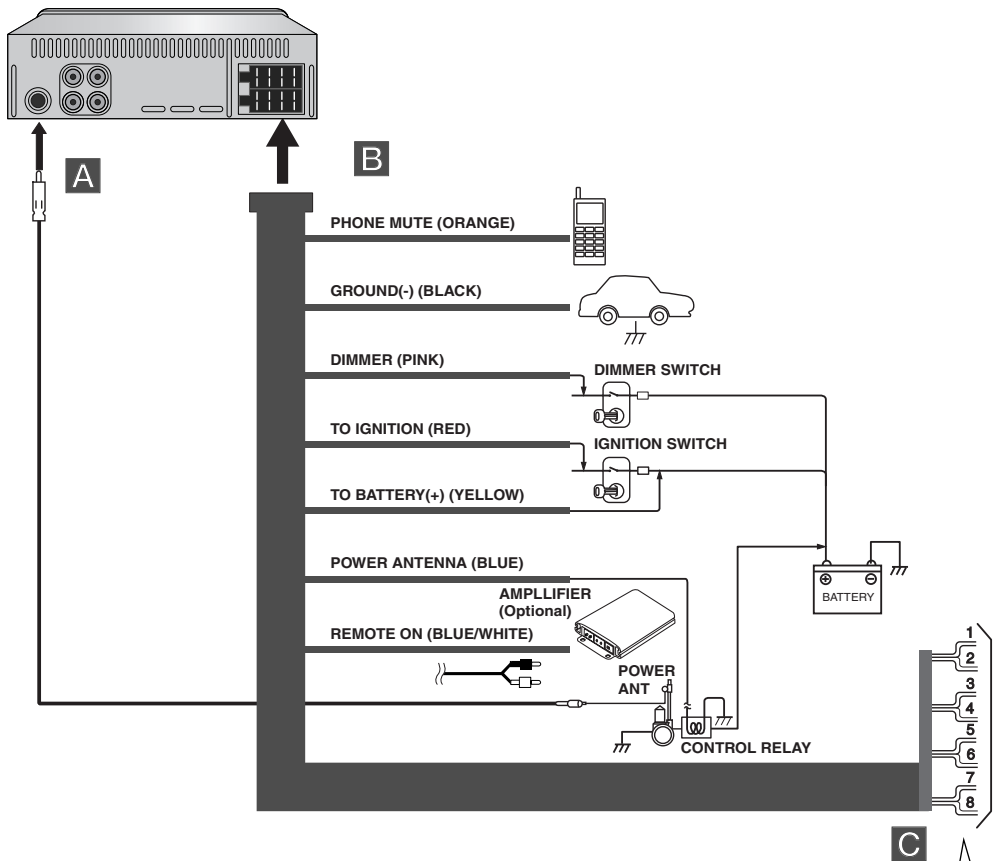 A
B
PHONE MUTE (ORANGE)
GROUND(-) (BLACK)
DIMMER (PINK)
DIMMER SWITCH
TO IGNITION (RED)
IGNITION SWITCH
TO BATTERY(+) (YELLOW)
POWER ANTENNA (BLUE)
BATTERY
AMPLLIFIER
(Optional)
REMOTE ON (BLUE/WHITE)
POWER
ANT
CONTROL RELAY
1
2
3
4
5
6
7
8
C